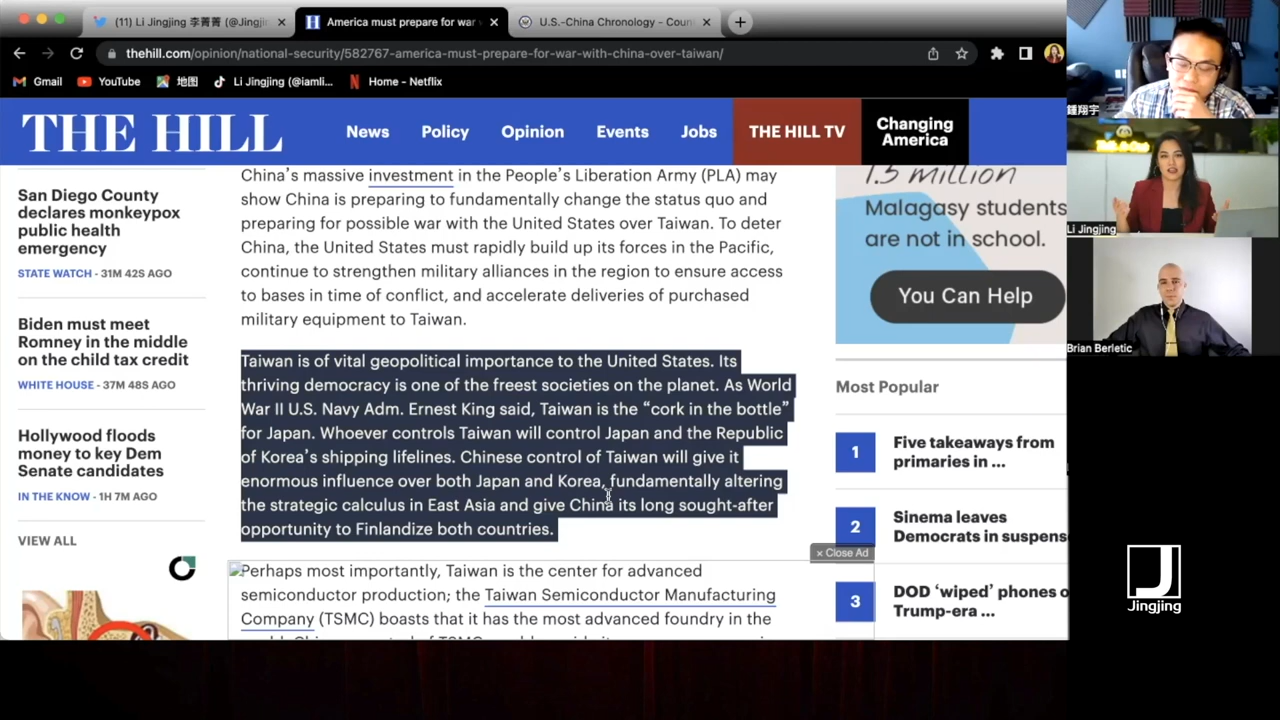 (11) Li Jingjing 李菁菁 (@Jingji
America must prepare for war
U.S.-China Chronology – Coun
thehill.com/opinion/national-security/582767-america-must-prepare-for-war-with-china-over-taiwan/
Gmail
YouTube
地图
Li Jingjing (@iamli...
Home - Netflix
THE HILL
News
Policy
Opinion
Events
Jobs
THE HILL TV
Changing
America
San Diego County
declares monkeypox
public health
emergency
STATE WATCH - 31M 42S AGO
Biden must meet
Romney in the middle
on the child tax credit
WHITE HOUSE - 37M 48S AGO
Hollywood floods
money to key Dem
Senate candidates
IN THE KNOW - 1H 7M AGO
VIEW ALL
China’s massive investment in the People’s Liberation Army (PLA) may
show China is preparing to fundamentally change the status quo and
preparing for possible war with the United States over Taiwan. To deter
China, the United States must rapidly build up its forces in the Pacific,
continue to strengthen military alliances in the region to ensure access
to bases in time of conflict, and accelerate deliveries of purchased
military equipment to Taiwan.
Taiwan is of vital geopolitical importance to the United States. Its
thriving democracy is one of the freest societies on the planet. As World
War II U.S. Navy Adm. Ernest King said, Taiwan is the “cork in the bottle”
for Japan. Whoever controls Taiwan will control Japan and the Republic
of Korea’s shipping lifelines. Chinese control of Taiwan will give it
enormous influence over both Japan and Korea, fundamentally altering
the strategic calculus in East Asia and give China its long sought-after
opportunity to Finlandize both countries.
Perhaps most importantly, Taiwan is the center for advanced
semiconductor production; the Taiwan Semiconductor Manufacturing
Company (TSMC) boasts that it has the most advanced foundry in the
1.5 million
Malagasy students
are not in school.
You Can Help
× Close Ad
Most Popular
1
Five takeaways from
primaries in ...
2
Sinema leaves
Democrats in suspens
3
DOD ‘wiped’ phones o
Trump-era ...
鍾翔宇
Li Jingjing
Brian Berletic
Jingjing